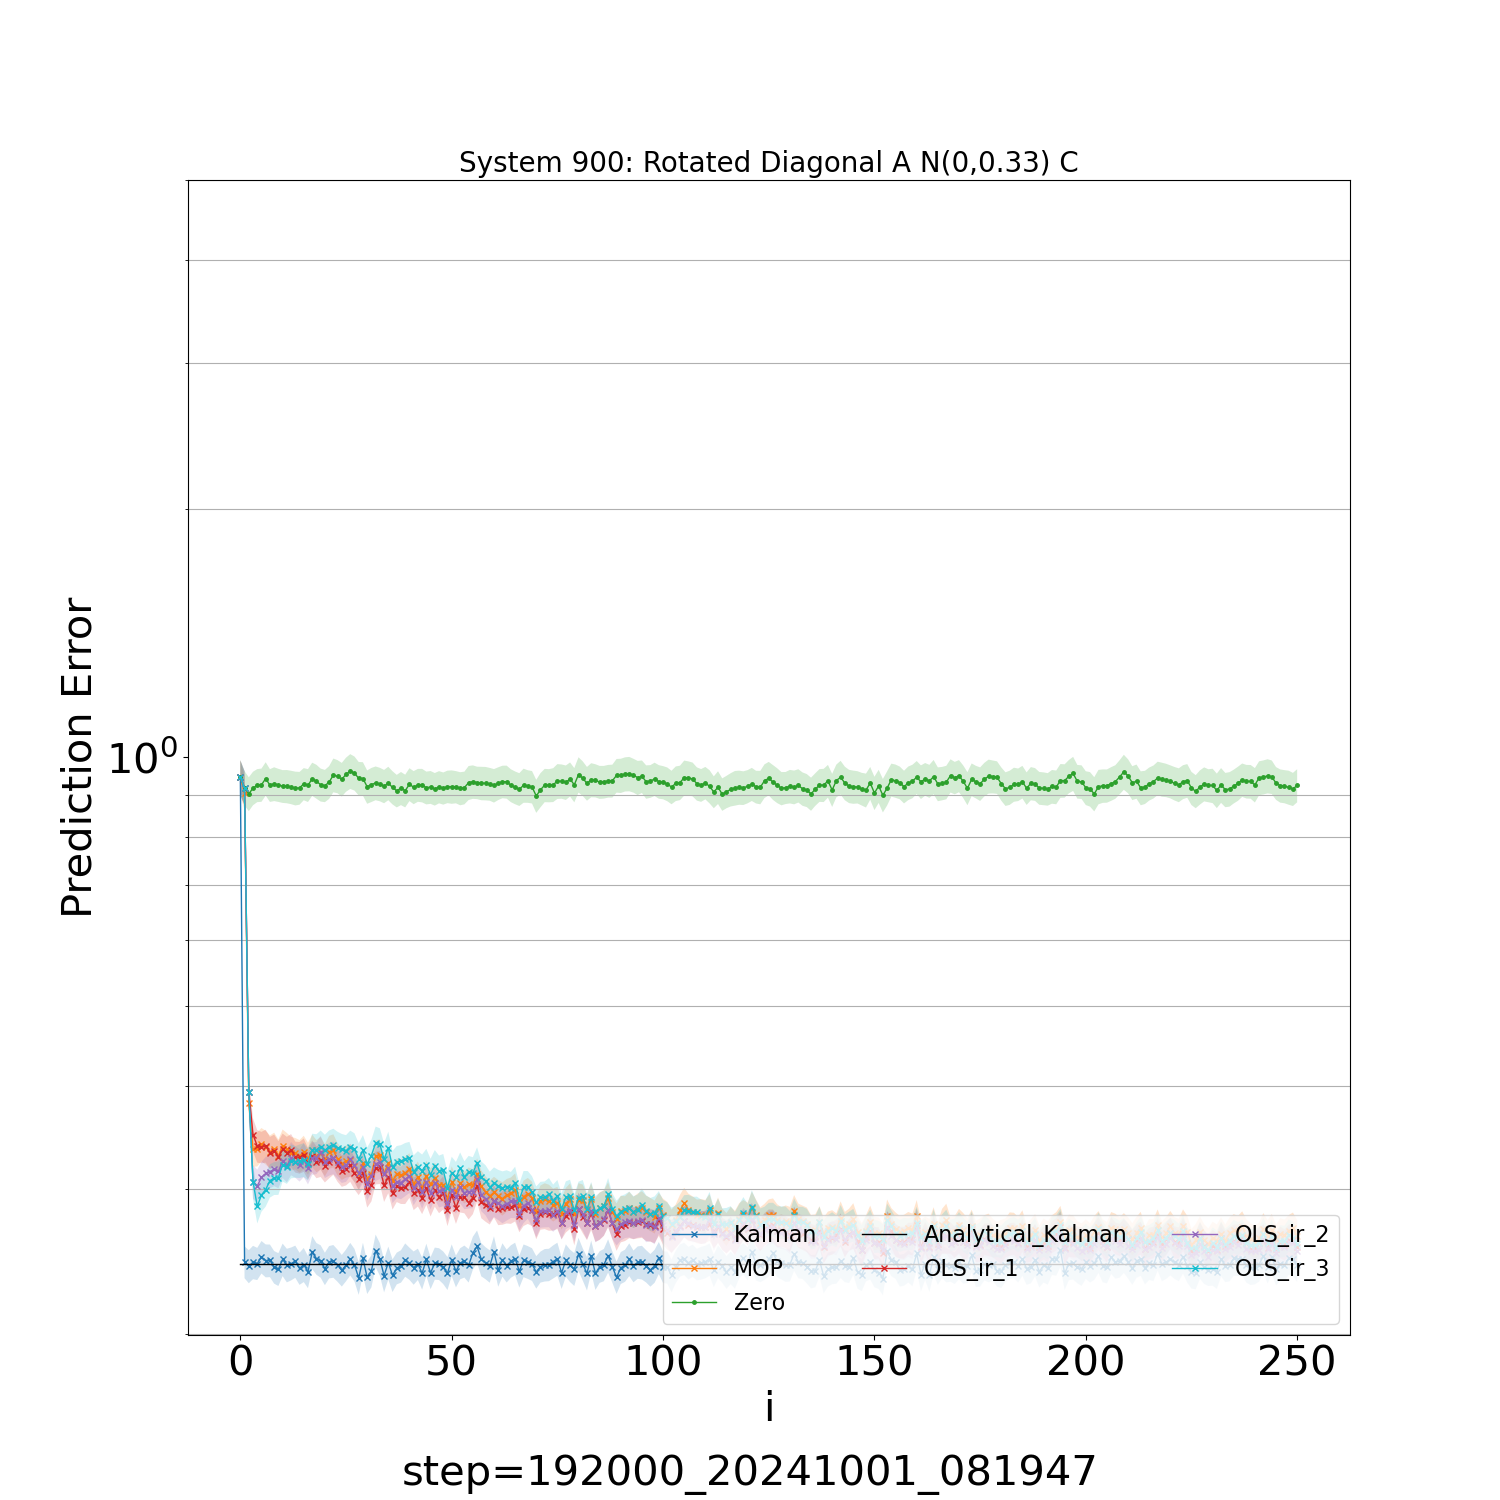 System 900: Rotated Diagonal A N(0,0.33) C
Prediction Error
10⁰
Kalman
MOP
Zero
Analytical_Kalman
OLS_ir_1
OLS_ir_2
OLS_ir_3
0 50 100 150 200 250
i
step=192000_20241001_081947